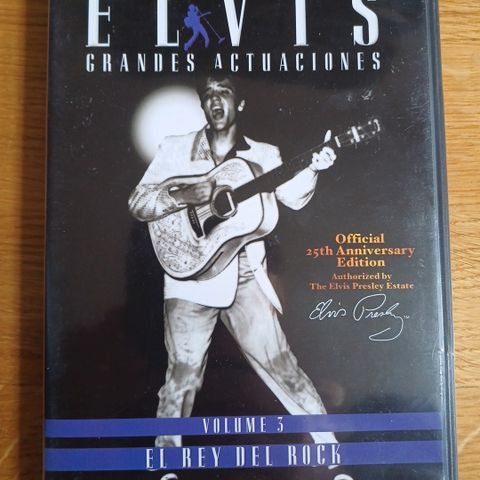 ELVIS
GRANDES ACTUACIONES
Official
25th Anniversary
Edition
Authorized by
The Elvis Presley Estate
Elvis Presley™
VOLUME 3
EL REY DEL ROCK